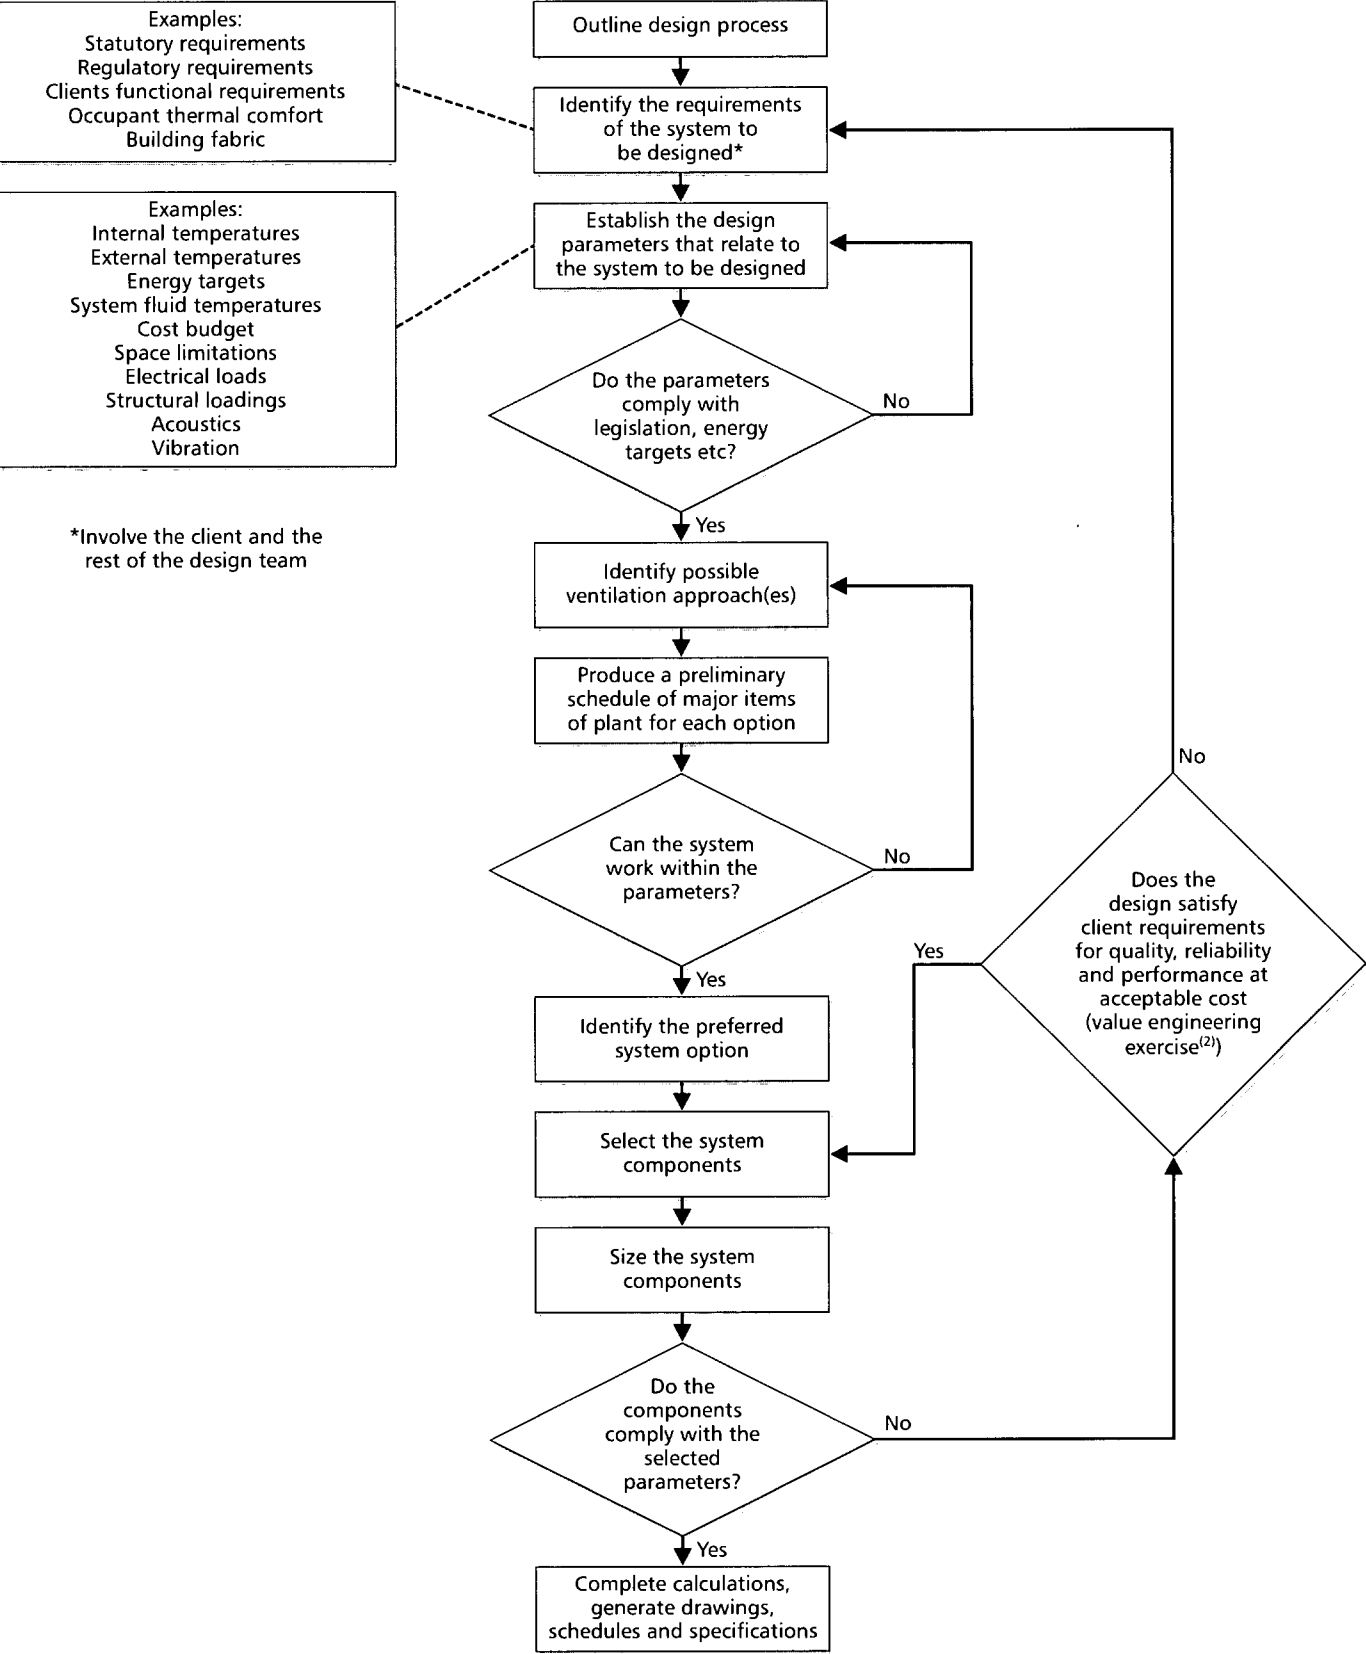 Examples:
Statutory requirements
Regulatory requirements
Clients functional requirements
Occupant thermal comfort
Building fabric
Examples:
Internal temperatures
External temperatures
Energy targets
System fluid temperatures
Cost budget
Space limitations
Electrical loads
Structural loadings
Acoustics
Vibration
*Involve the client and the
rest of the design team
Outline design process
Identify the requirements
of the system to
be designed*
Establish the design
parameters that relate to
the system to be designed
Do the parameters
comply with
legislation, energy
targets etc?
No
Yes
Identify possible
ventilation approach(es)
Produce a preliminary
schedule of major items
of plant for each option
Can the system
work within the
parameters?
No
Yes
Identify the preferred
system option
Select the system
components
Size the system
components
Do the
components
comply with the
selected
parameters?
No
Yes
Complete calculations,
generate drawings,
schedules and specifications
No
Does the
design satisfy
client requirements
for quality, reliability
and performance at
acceptable cost
(value engineering
exercise(2))
Yes